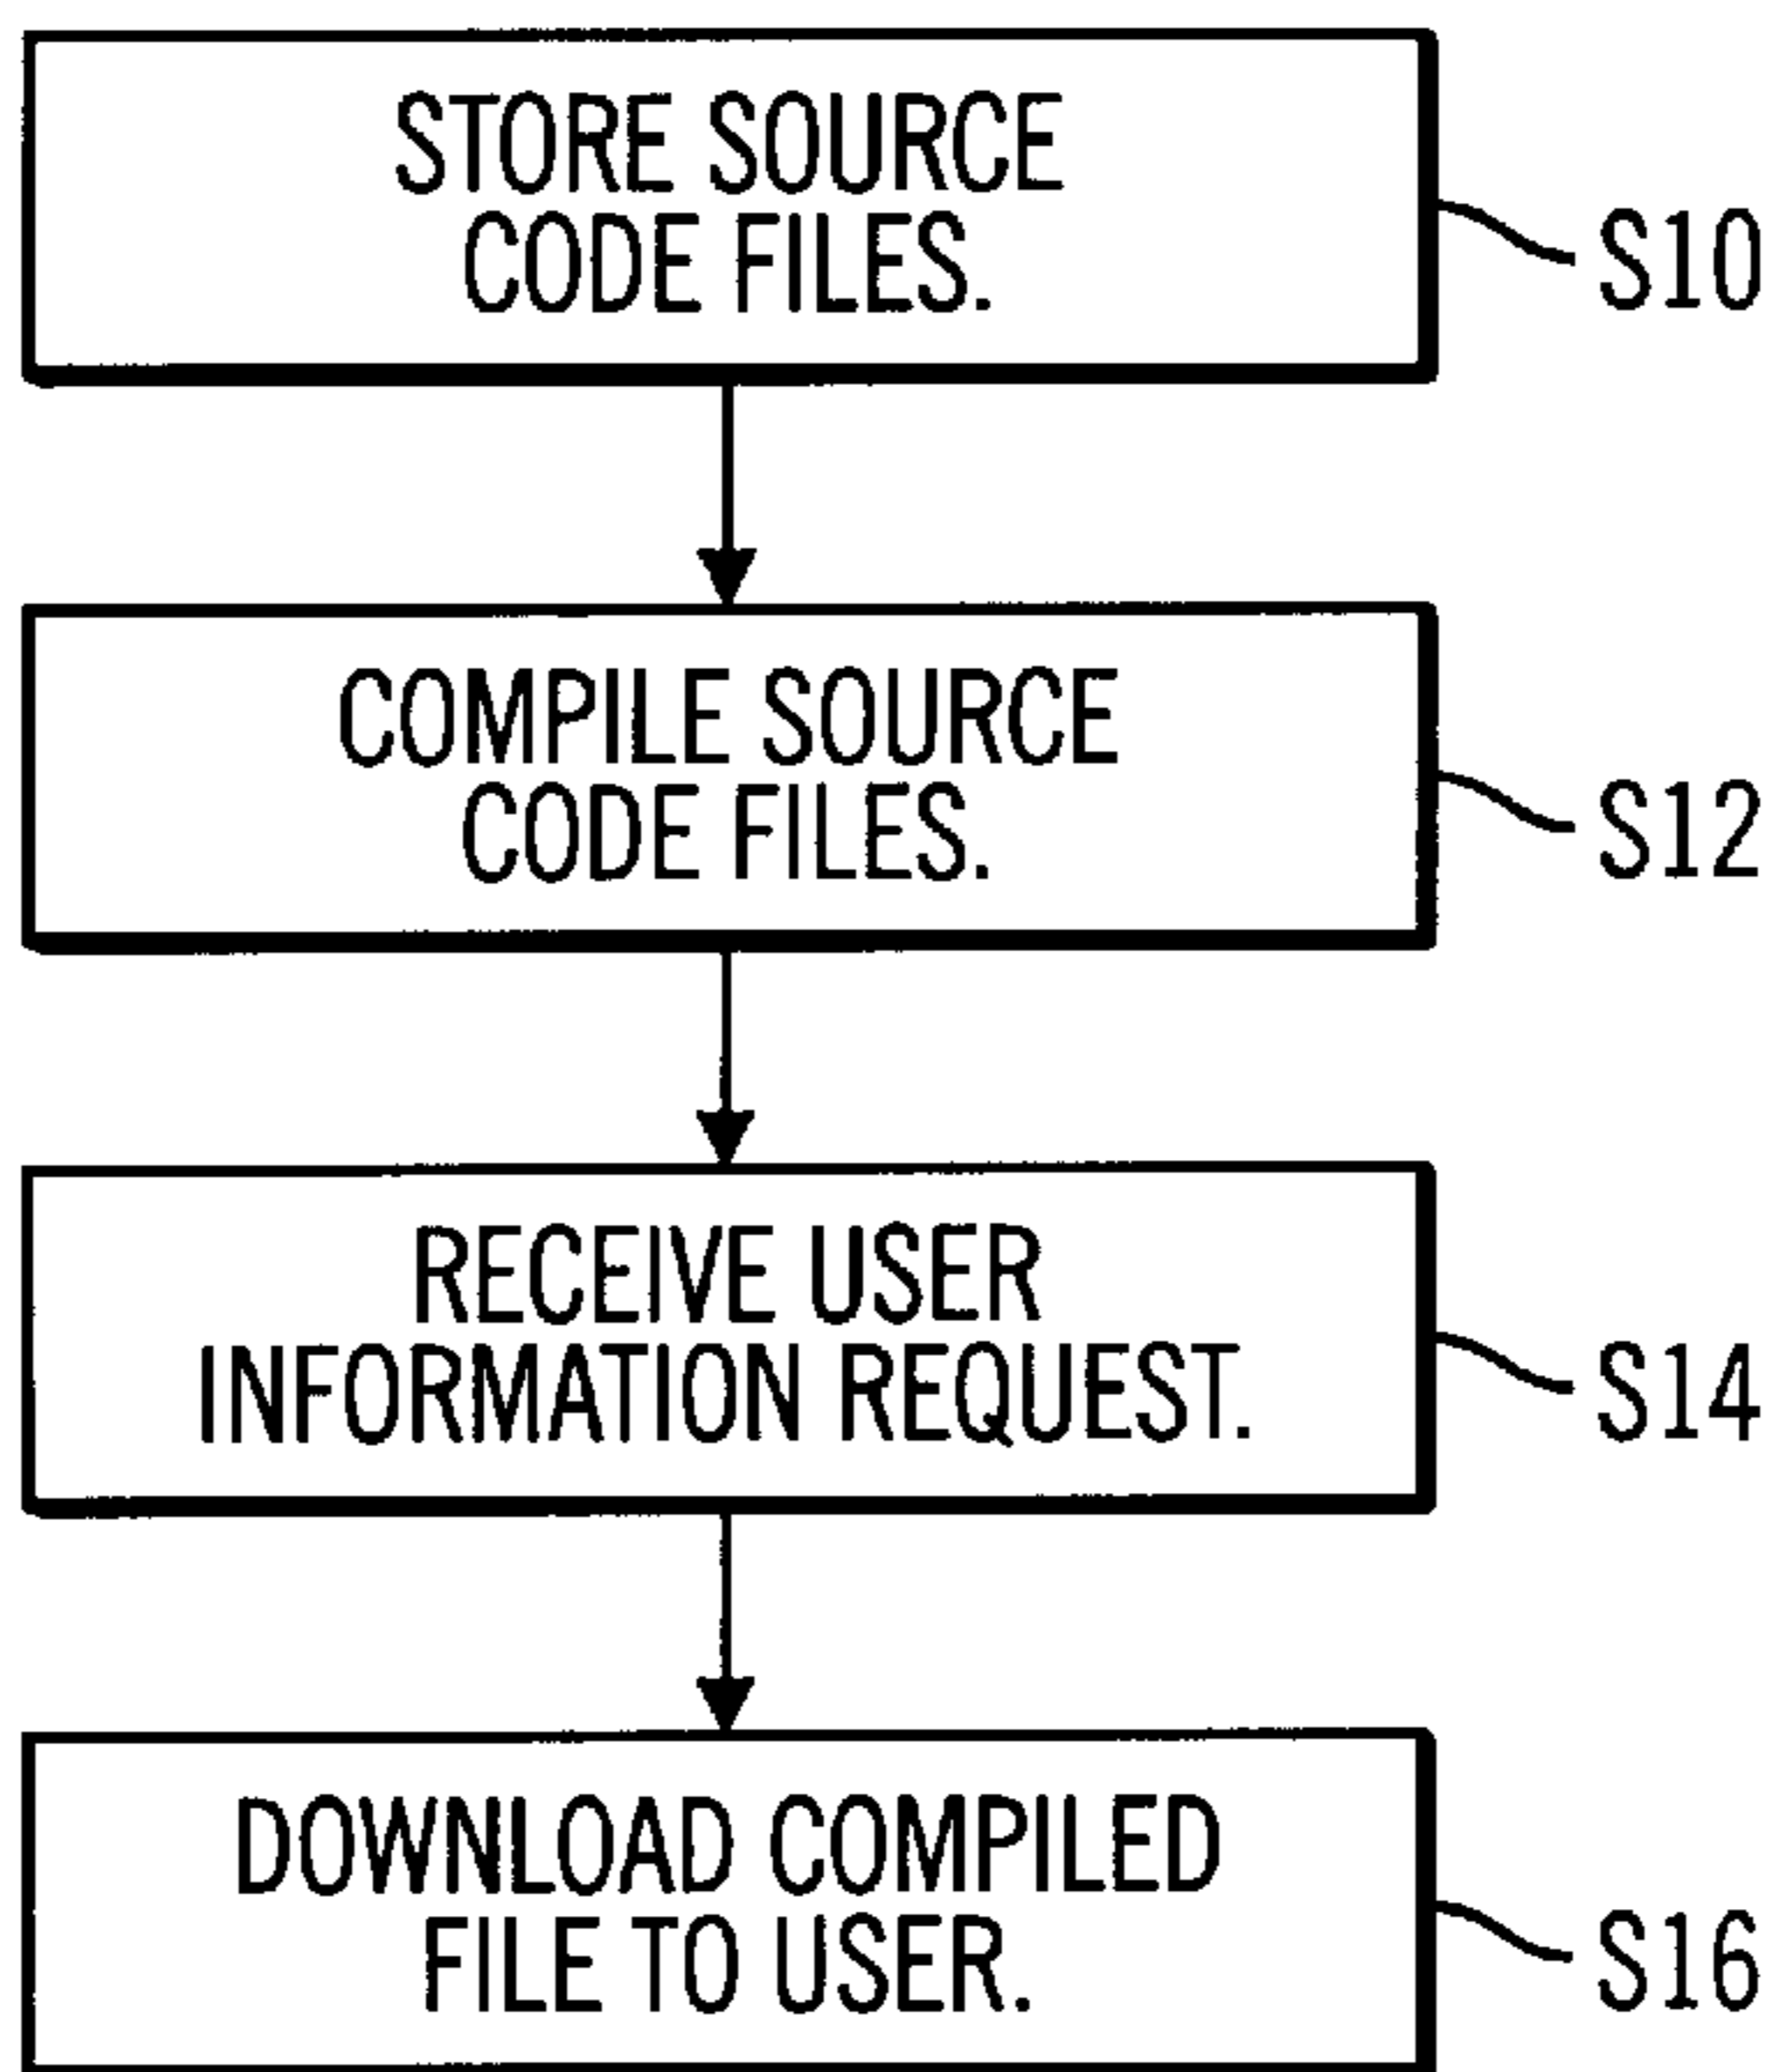 STORE SOURCE
CODE FILES.
S10
COMPILE SOURCE
CODE FILES.
S12
RECEIVE USER
INFORMATION REQUEST.
S14
DOWNLOAD COMPILED
FILE TO USER.
S16